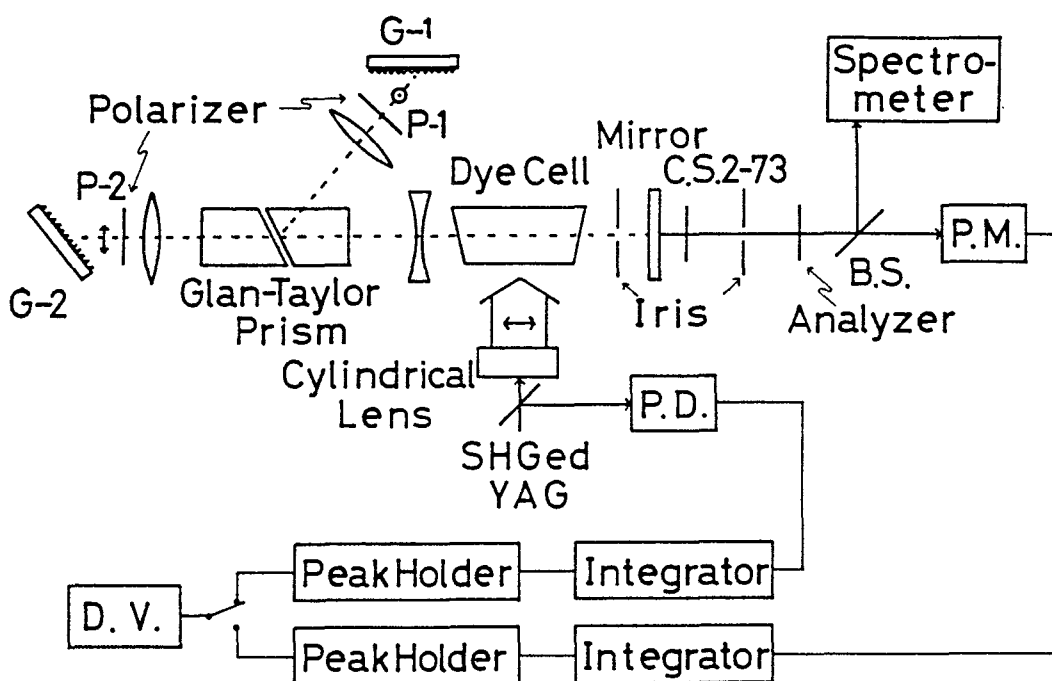 G-1
Polarizer
P-1
P-2
G-2
Glan-Taylor
Prism
Dye Cell
Mirror
C.S.2-73
Spectro-
meter
P.M.
B.S.
Iris
Analyzer
Cylindrical
Lens
P.D.
SHGed
YAG
Peak Holder
Integrator
D. V.
Peak Holder
Integrator